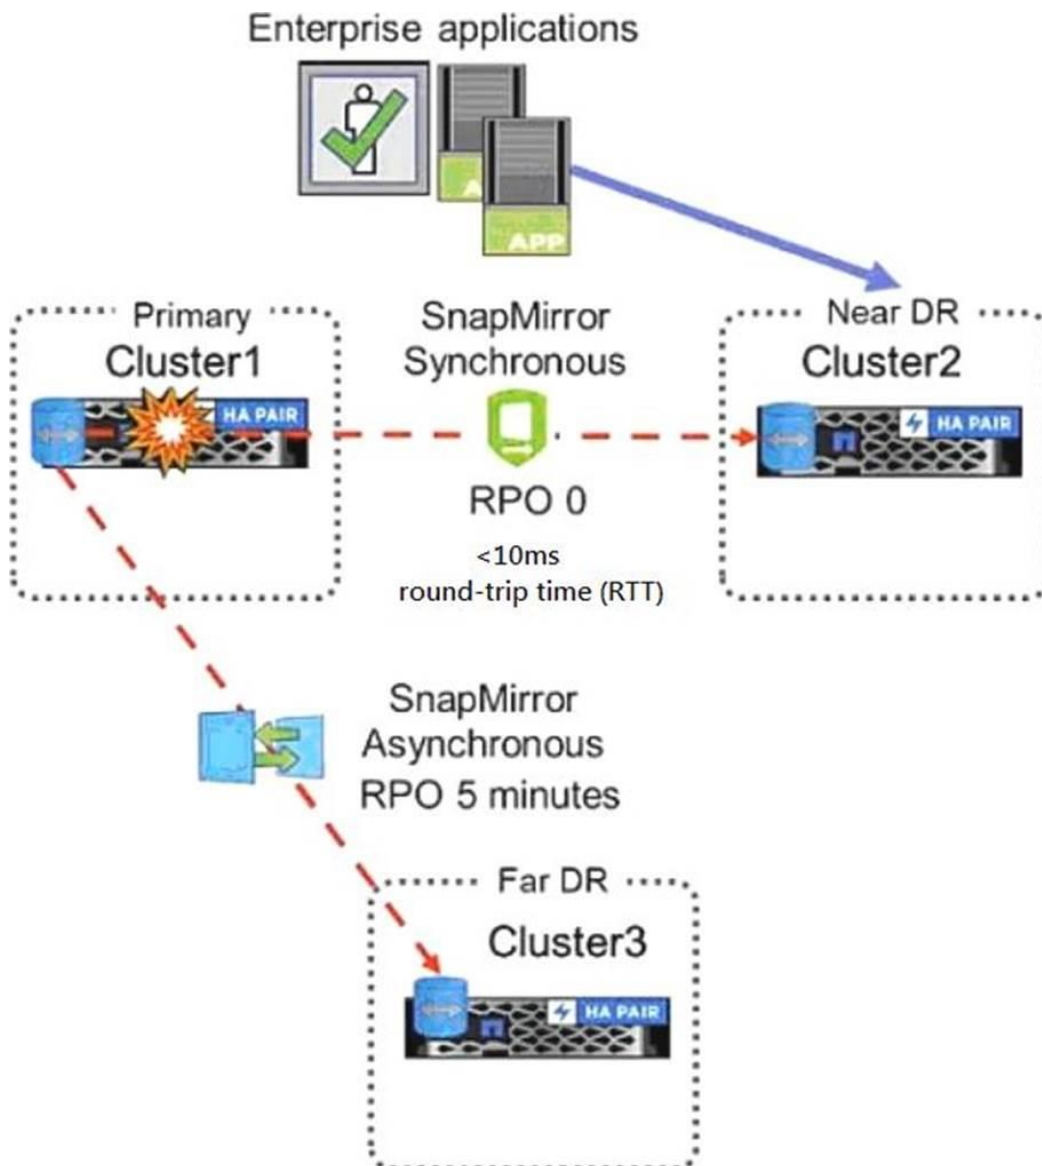 Enterprise applications
A
APP
Primary
Cluster1
HA PAIR
SnapMirror
Synchronous
RPO 0
<10ms
round-trip time (RTT)
Near DR
Cluster2
HA PAIR
SnapMirror
Asynchronous
RPO 5 minutes
Far DR
Cluster3
HA PAIR